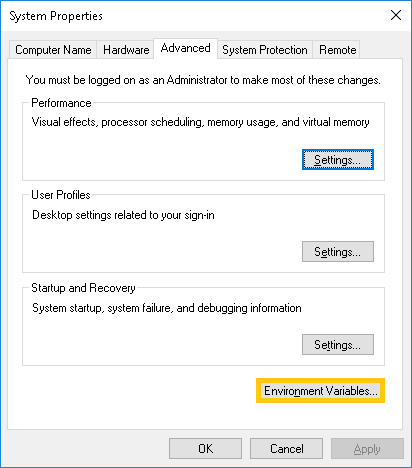 System Properties
Computer Name Hardware Advanced System Protection Remote
You must be logged on as an Administrator to make most of these changes.
Performance
Visual effects, processor scheduling, memory usage, and virtual memory
Settings...
User Profiles
Desktop settings related to your sign-in
Settings...
Startup and Recovery
System startup, system failure, and debugging information
Settings...
Environment Variables...
OK Cancel Apply